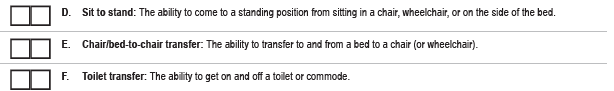 D. Sit to stand: The ability to come to a standing position from sitting in a chair, wheelchair, or on the side of the bed.
E. Chair/bed-to-chair transfer: The ability to transfer to and from a bed to a chair (or wheelchair).
F. Toilet transfer: The ability to get on and off a toilet or commode.